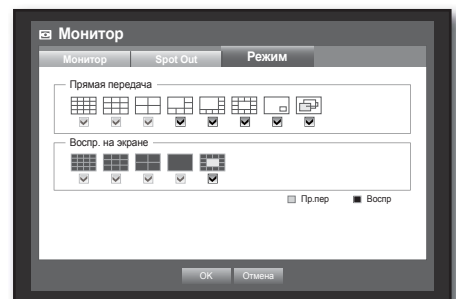 Монитор
Монитор Spot Out Режим
Прямая передача
Воспр. на экране
Пр.пер Воспр
OK Отмена